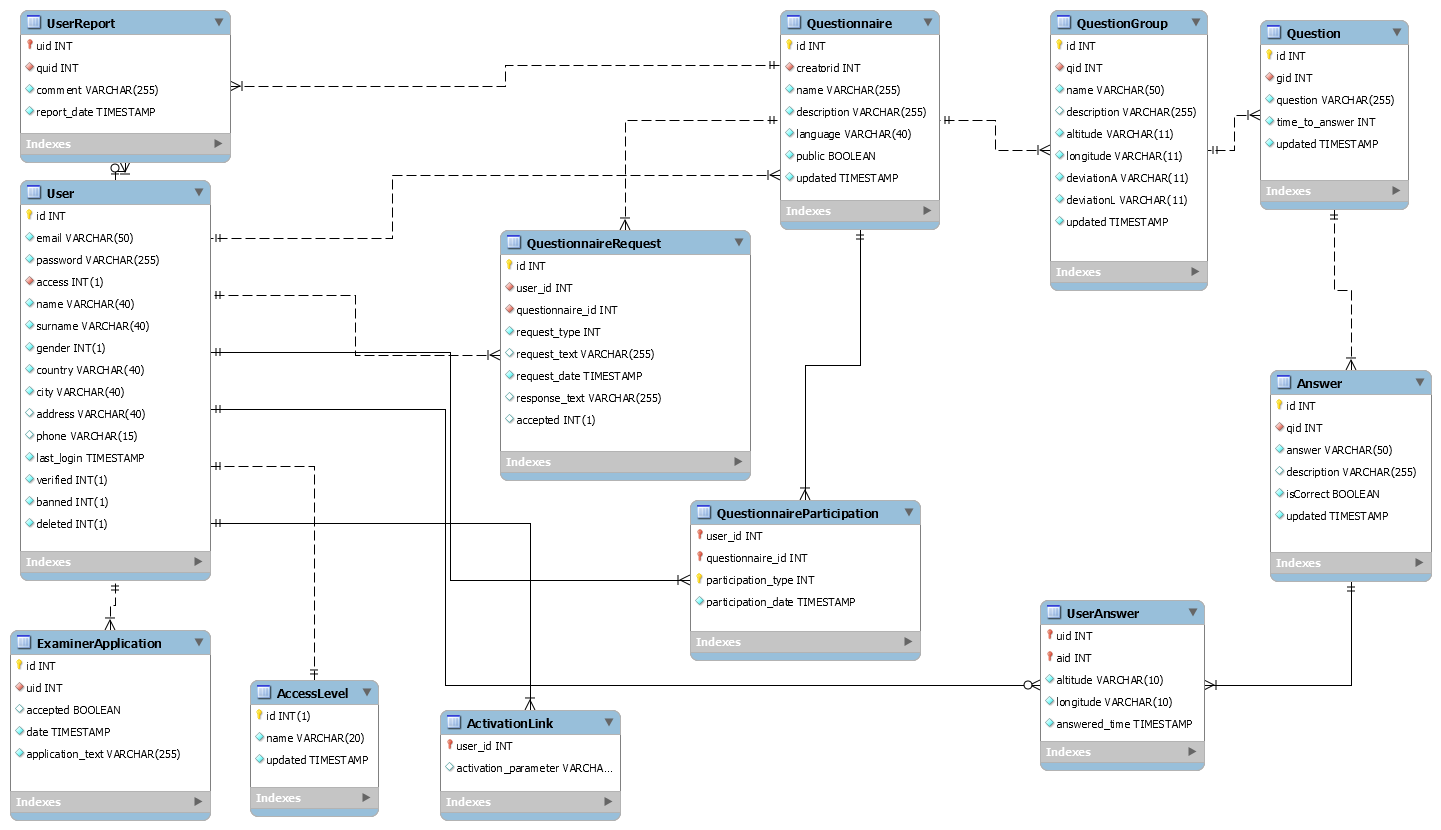 UserReport
uid INT
quid INT
comment VARCHAR(255)
report_date TIMESTAMP
Indexes
User
id INT
email VARCHAR(50)
password VARCHAR(255)
access INT(1)
name VARCHAR(40)
surname VARCHAR(40)
gender INT(1)
country VARCHAR(40)
city VARCHAR(40)
address VARCHAR(40)
phone VARCHAR(15)
last_login TIMESTAMP
verified INT(1)
banned INT(1)
deleted INT(1)
Indexes
ExaminerApplication
id INT
uid INT
accepted BOOLEAN
date TIMESTAMP
application_text VARCHAR(255)
Indexes
AccessLevel
id INT(1)
name VARCHAR(20)
updated TIMESTAMP
Indexes
ActivationLink
user_id INT
activation_parameter VARCHA...
Indexes
QuestionnaireRequest
id INT
user_id INT
questionnaire_id INT
request_type INT
request_text VARCHAR(255)
request_date TIMESTAMP
response_text VARCHAR(255)
accepted INT(1)
Indexes
Questionnaire
id INT
creatorid INT
name VARCHAR(255)
description VARCHAR(255)
language VARCHAR(40)
public BOOLEAN
updated TIMESTAMP
Indexes
QuestionnaireParticipation
user_id INT
questionnaire_id INT
participation_type INT
participation_date TIMESTAMP
Indexes
QuestionGroup
id INT
qid INT
name VARCHAR(50)
description VARCHAR(255)
altitude VARCHAR(11)
longitude VARCHAR(11)
deviationA VARCHAR(11)
deviationL VARCHAR(11)
updated TIMESTAMP
Indexes
Question
id INT
gid INT
question VARCHAR(255)
time_to_answer INT
updated TIMESTAMP
Indexes
Answer
id INT
qid INT
answer VARCHAR(50)
description VARCHAR(255)
isCorrect BOOLEAN
updated TIMESTAMP
Indexes
UserAnswer
uid INT
aid INT
altitude VARCHAR(10)
longitude VARCHAR(10)
answered_time TIMESTAMP
Indexes